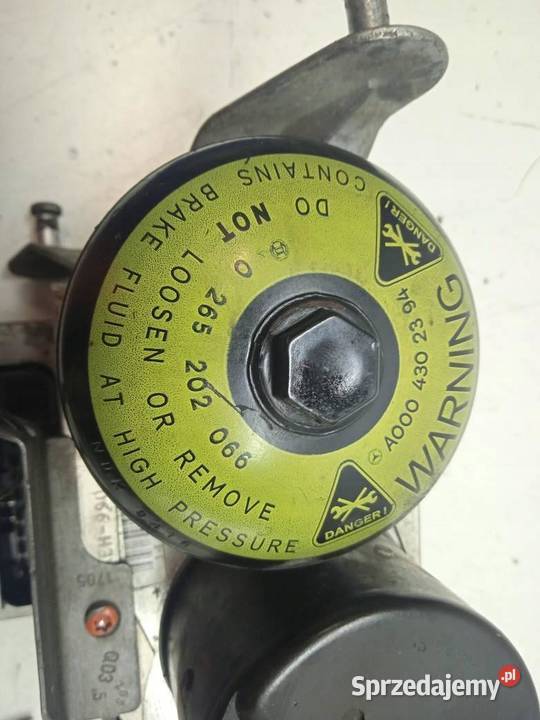 WARNING
A000 430 23 94
DANGER!
DANGER!
DO NOT LOOSEN OR REMOVE
CONTAINS BRAKE FLUID AT HIGH PRESSURE
0 265 202 066
1705
Sprzedajemy.pl